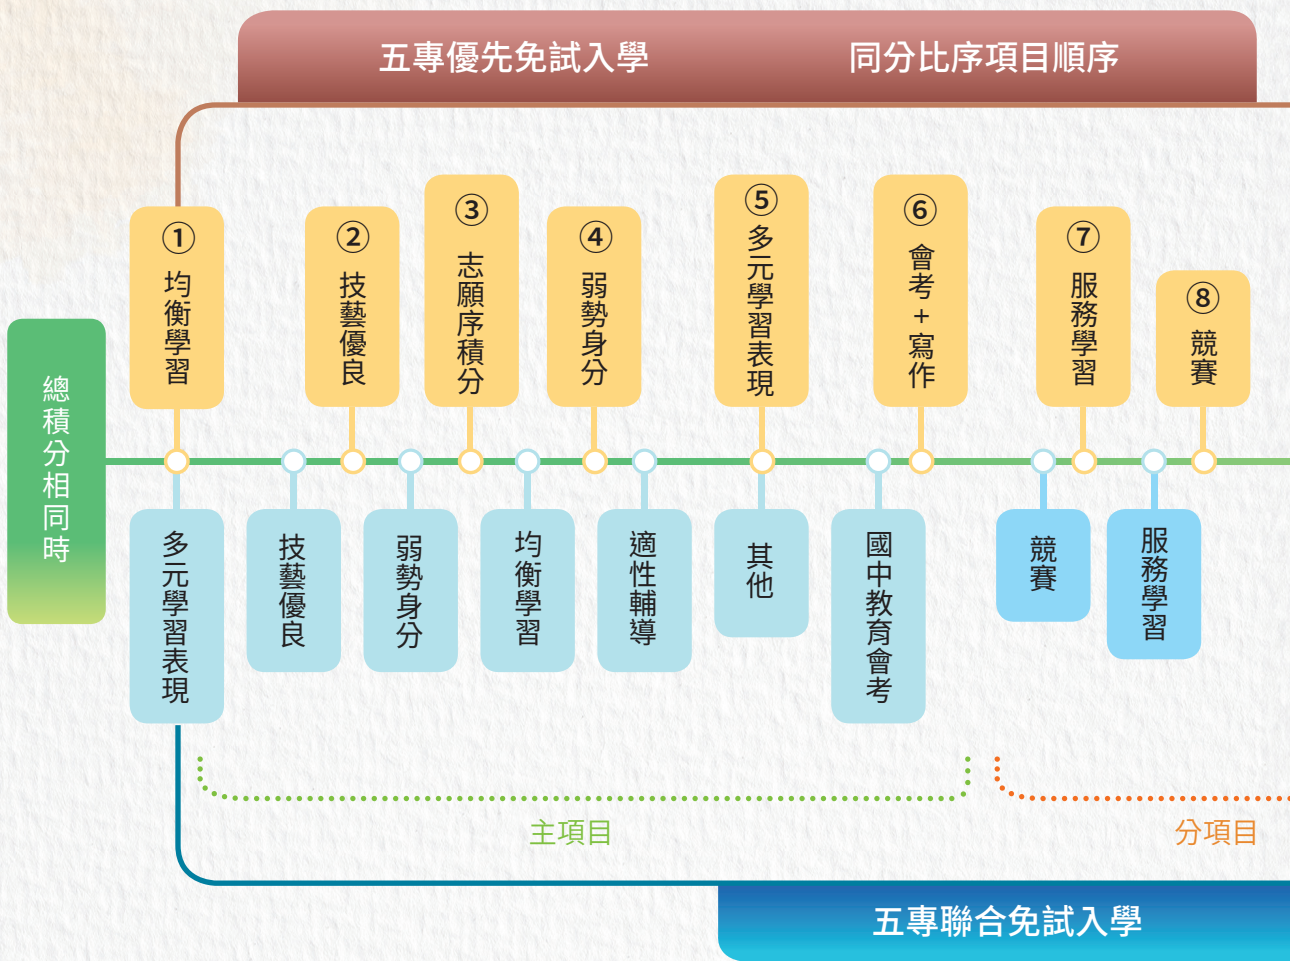 五專優先免試入學 同分比序項目順序
① 均衡學習
② 技藝優良
③ 志願序積分
④ 弱勢身分
⑤ 多元學習表現
⑥ 會考+寫作
⑦ 服務學習
⑧ 競賽
總積分相同時
多元學習表現
技藝優良
弱勢身分
均衡學習
適性輔導
其他
國中教育會考
競賽
服務學習
主項目
分項目
五專聯合免試入學